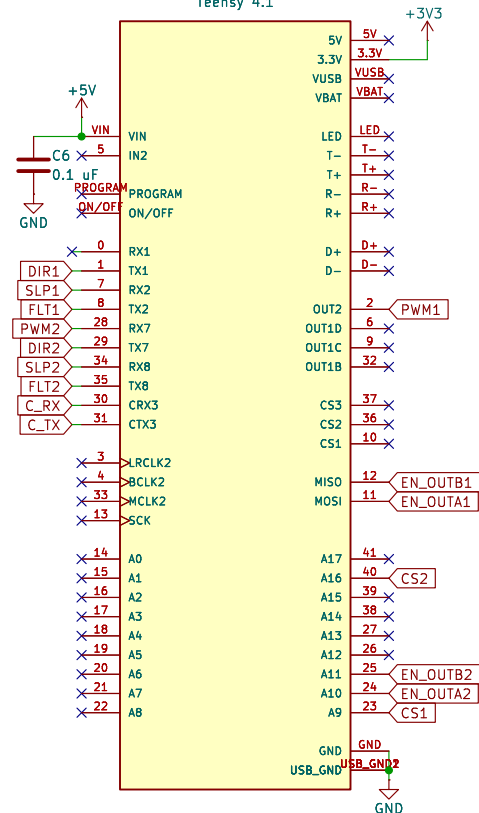 Teensy 4.1
+3V3
5V 5V
3.3V 3.3V
VUSB VUSB
VBAT VBAT
+5V
VIN VIN LED LED
5 IN2 T- T-
C6
0.1 uF
T+ T+
PROGRAM PROGRAM R- R-
ON/OFF ON/OFF R+ R+
GND
0 RX1 D+ D+
DIR1 1 TX1 D- D-
SLP1 7 RX2
FLT1 8 TX2 OUT2 2 PWM1
PWM2 28 RX7 OUT1D 6
DIR2 29 TX7 OUT1C 9
SLP2 34 RX8 OUT1B 32
FLT2 35 TX8
C_RX 30 CRX3 CS3 37
C_TX 31 CTX3 CS2 36
CS1 10
3 LRCLK2
4 BCLK2 MISO 12 EN_OUTB1
33 MCLK2 MOSI 11 EN_OUTA1
13 SCK
14 A0 A17 41
15 A1 A16 40 CS2
16 A2 A15 39
17 A3 A14 38
18 A4 A13 27
19 A5 A12 26
20 A6 A11 25 EN_OUTB2
21 A7 A10 24 EN_OUTA2
22 A8 A9 23 CS1
GND GND
USB_GND
GND